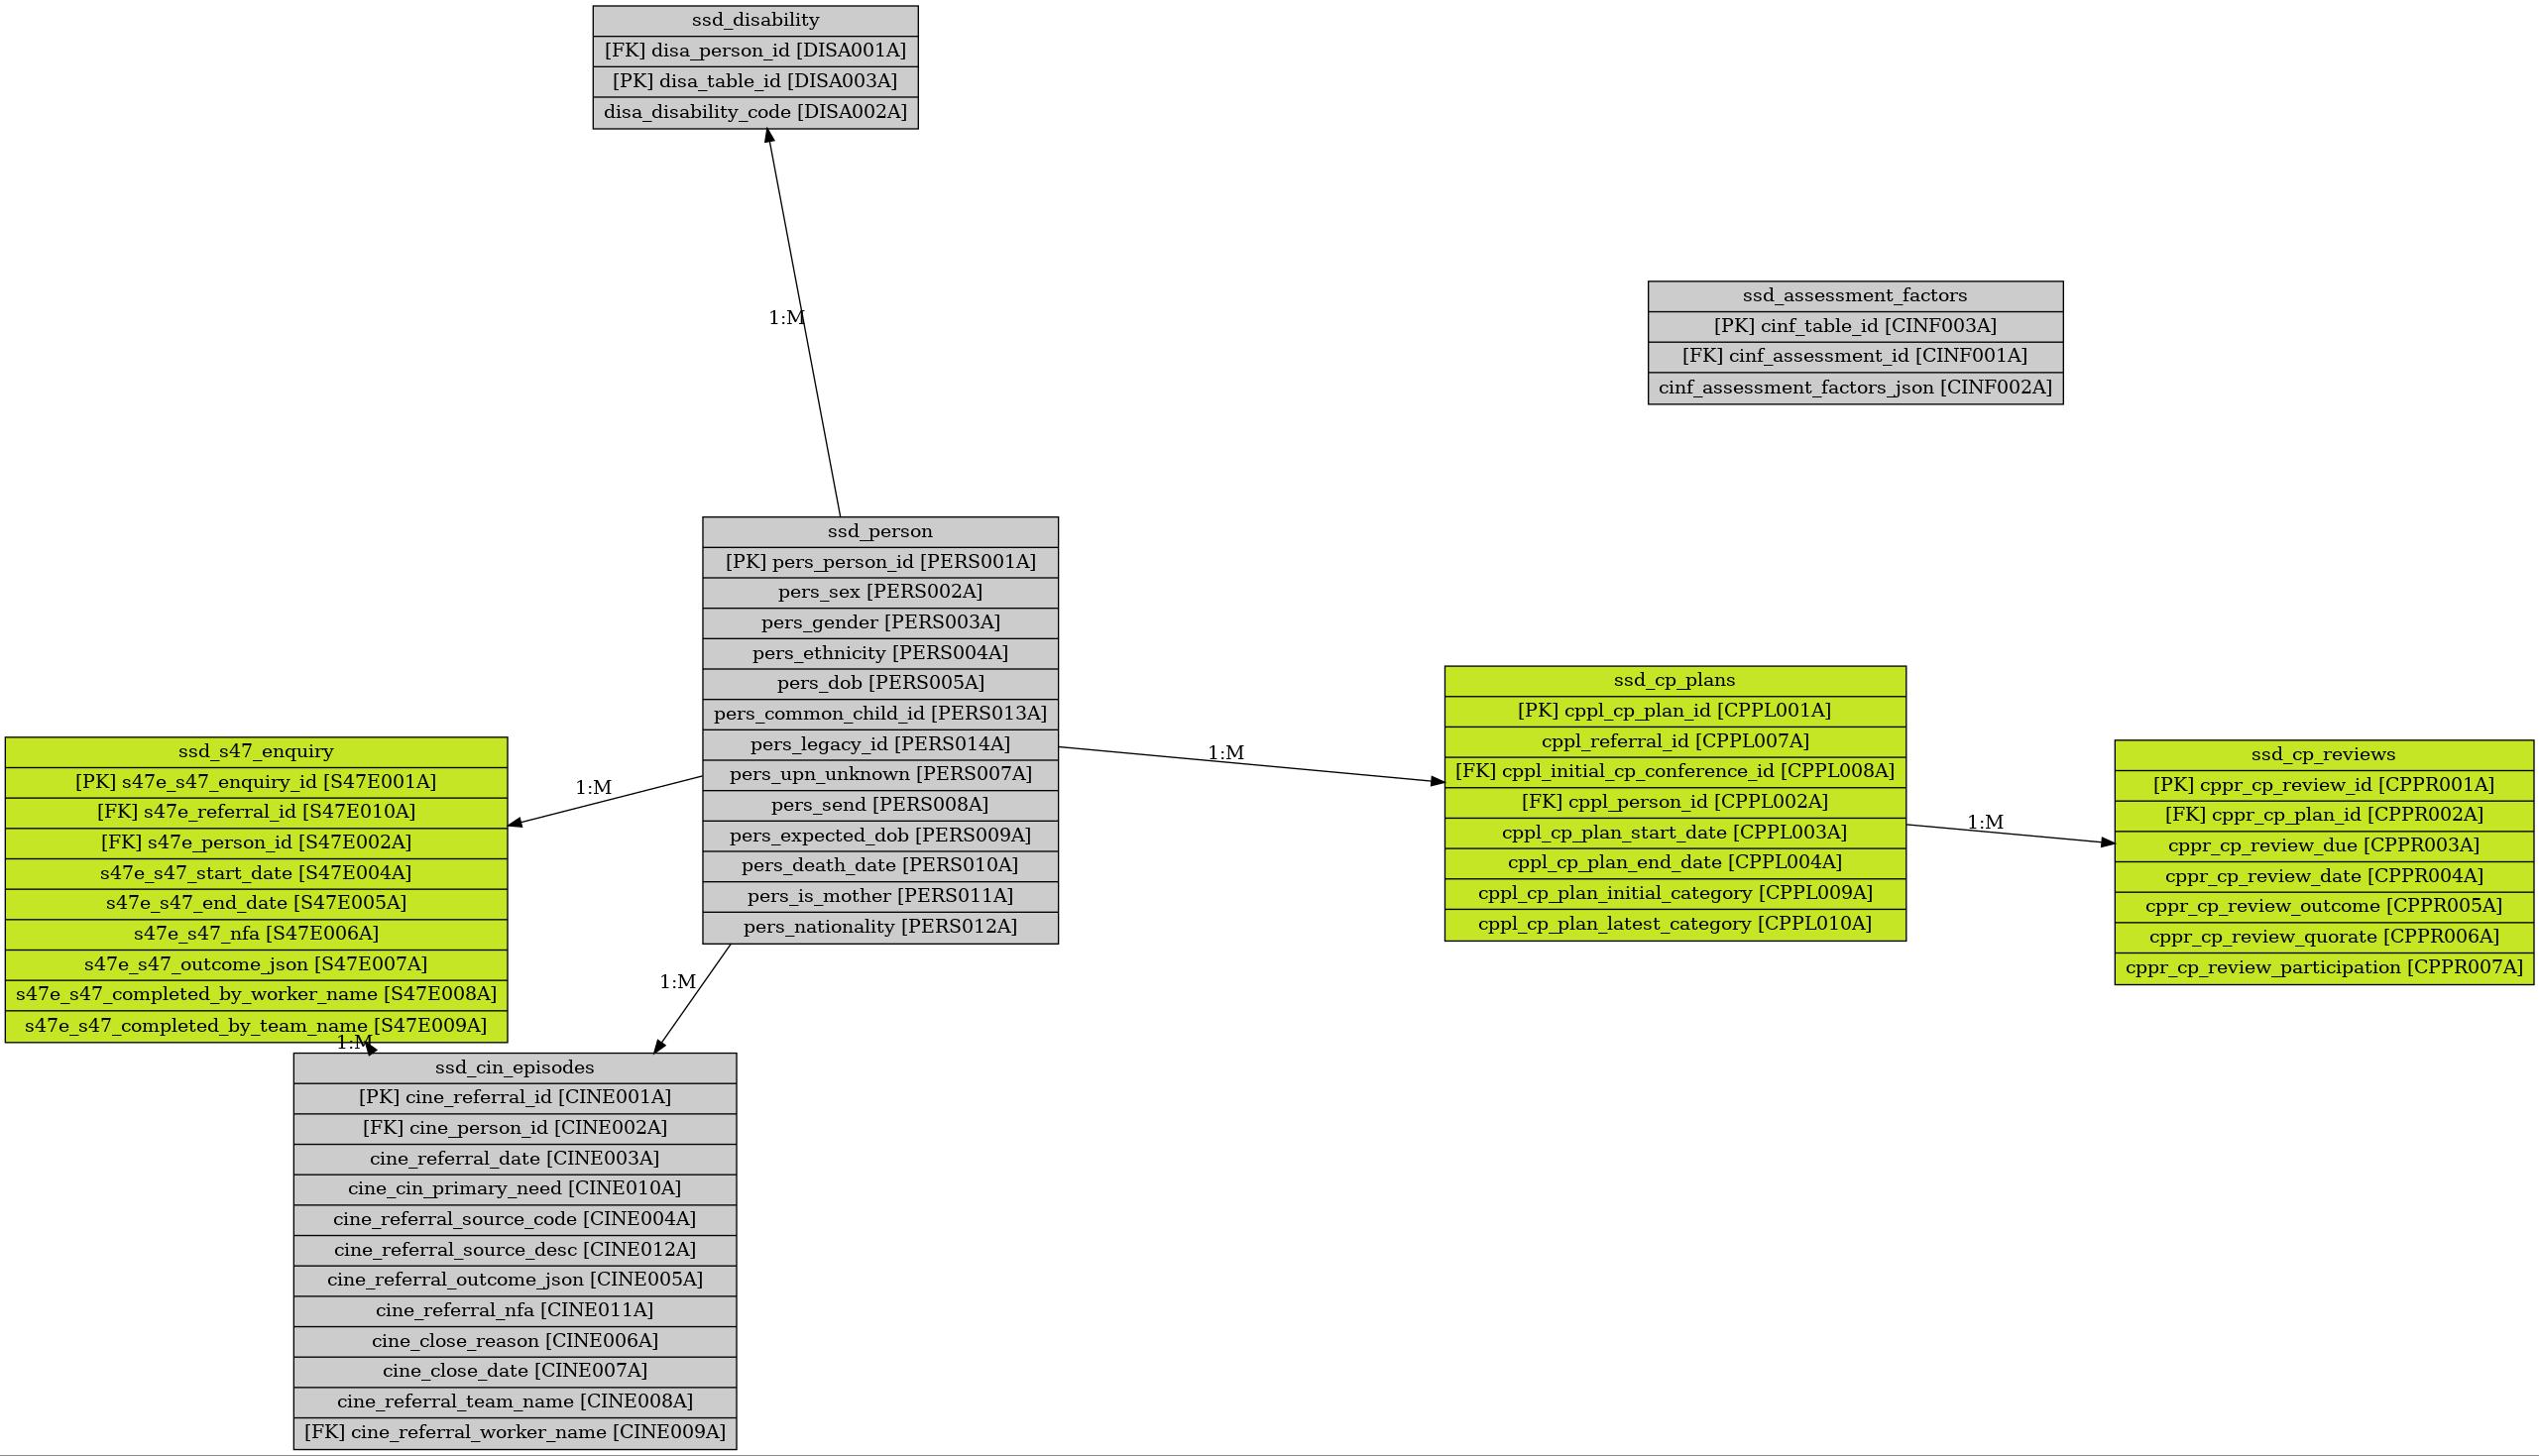 ssd_disability
[FK] disa_person_id [DISA001A]
[PK] disa_table_id [DISA003A]
disa_disability_code [DISA002A]
1:M
ssd_assessment_factors
[PK] cinf_table_id [CINF003A]
[FK] cinf_assessment_id [CINF001A]
cinf_assessment_factors_json [CINF002A]
ssd_person
[PK] pers_person_id [PERS001A]
pers_sex [PERS002A]
pers_gender [PERS003A]
pers_ethnicity [PERS004A]
pers_dob [PERS005A]
pers_common_child_id [PERS013A]
pers_legacy_id [PERS014A]
pers_upn_unknown [PERS007A]
pers_send [PERS008A]
pers_expected_dob [PERS009A]
pers_death_date [PERS010A]
pers_is_mother [PERS011A]
pers_nationality [PERS012A]
1:M
ssd_cp_plans
[PK] cppl_cp_plan_id [CPPL001A]
cppl_referral_id [CPPL007A]
[FK] cppl_initial_cp_conference_id [CPPL008A]
[FK] cppl_person_id [CPPL002A]
cppl_cp_plan_start_date [CPPL003A]
cppl_cp_plan_end_date [CPPL004A]
cppl_cp_plan_initial_category [CPPL009A]
cppl_cp_plan_latest_category [CPPL010A]
1:M
ssd_cp_reviews
[PK] cppr_cp_review_id [CPPR001A]
[FK] cppr_cp_plan_id [CPPR002A]
cppr_cp_review_due [CPPR003A]
cppr_cp_review_date [CPPR004A]
cppr_cp_review_outcome [CPPR005A]
cppr_cp_review_quorate [CPPR006A]
cppr_cp_review_participation [CPPR007A]
1:M
ssd_s47_enquiry
[PK] s47e_s47_enquiry_id [S47E001A]
[FK] s47e_referral_id [S47E010A]
[FK] s47e_person_id [S47E002A]
s47e_s47_start_date [S47E004A]
s47e_s47_end_date [S47E005A]
s47e_s47_nfa [S47E006A]
s47e_s47_outcome_json [S47E007A]
s47e_s47_completed_by_worker_name [S47E008A]
s47e_s47_completed_by_team_name [S47E009A]
1:M
1:M
ssd_cin_episodes
[PK] cine_referral_id [CINE001A]
[FK] cine_person_id [CINE002A]
cine_referral_date [CINE003A]
cine_cin_primary_need [CINE010A]
cine_referral_source_code [CINE004A]
cine_referral_source_desc [CINE012A]
cine_referral_outcome_json [CINE005A]
cine_referral_nfa [CINE011A]
cine_close_reason [CINE006A]
cine_close_date [CINE007A]
cine_referral_team_name [CINE008A]
[FK] cine_referral_worker_name [CINE009A]